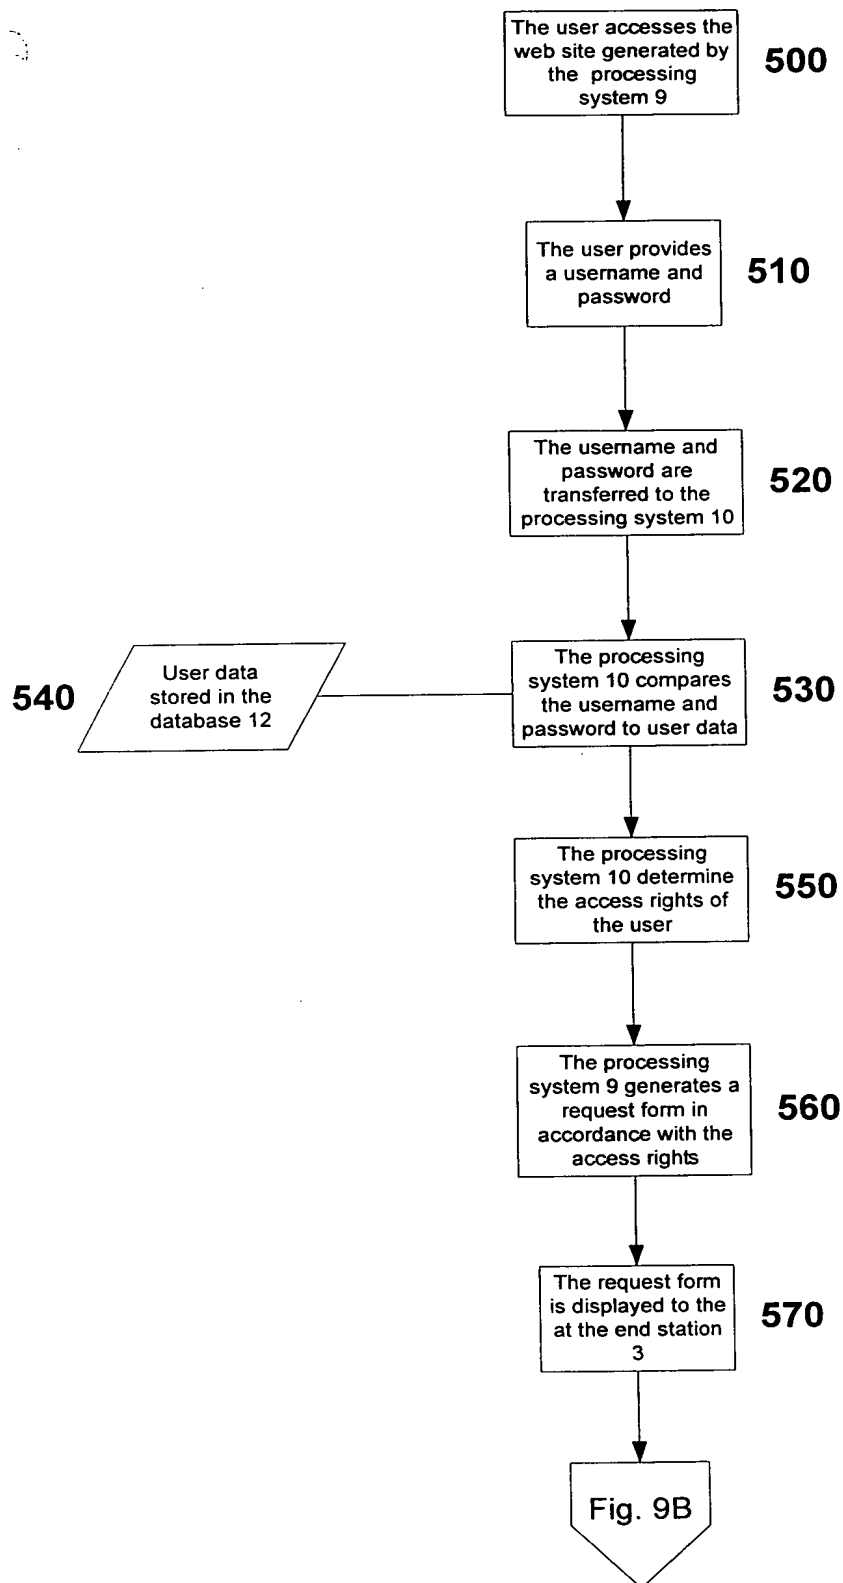 The user accesses the
web site generated by
the processing
system 9
500
The user provides
a username and
password
510
The username and
password are
transferred to the
processing system 10
520
540
User data
stored in the
database 12
The processing
system 10 compares
the username and
password to user data
530
The processing
system 10 determine
the access rights of
the user
550
The processing
system 9 generates a
request form in
accordance with the
access rights
560
The request form
is displayed to the
at the end station
3
570
Fig. 9B